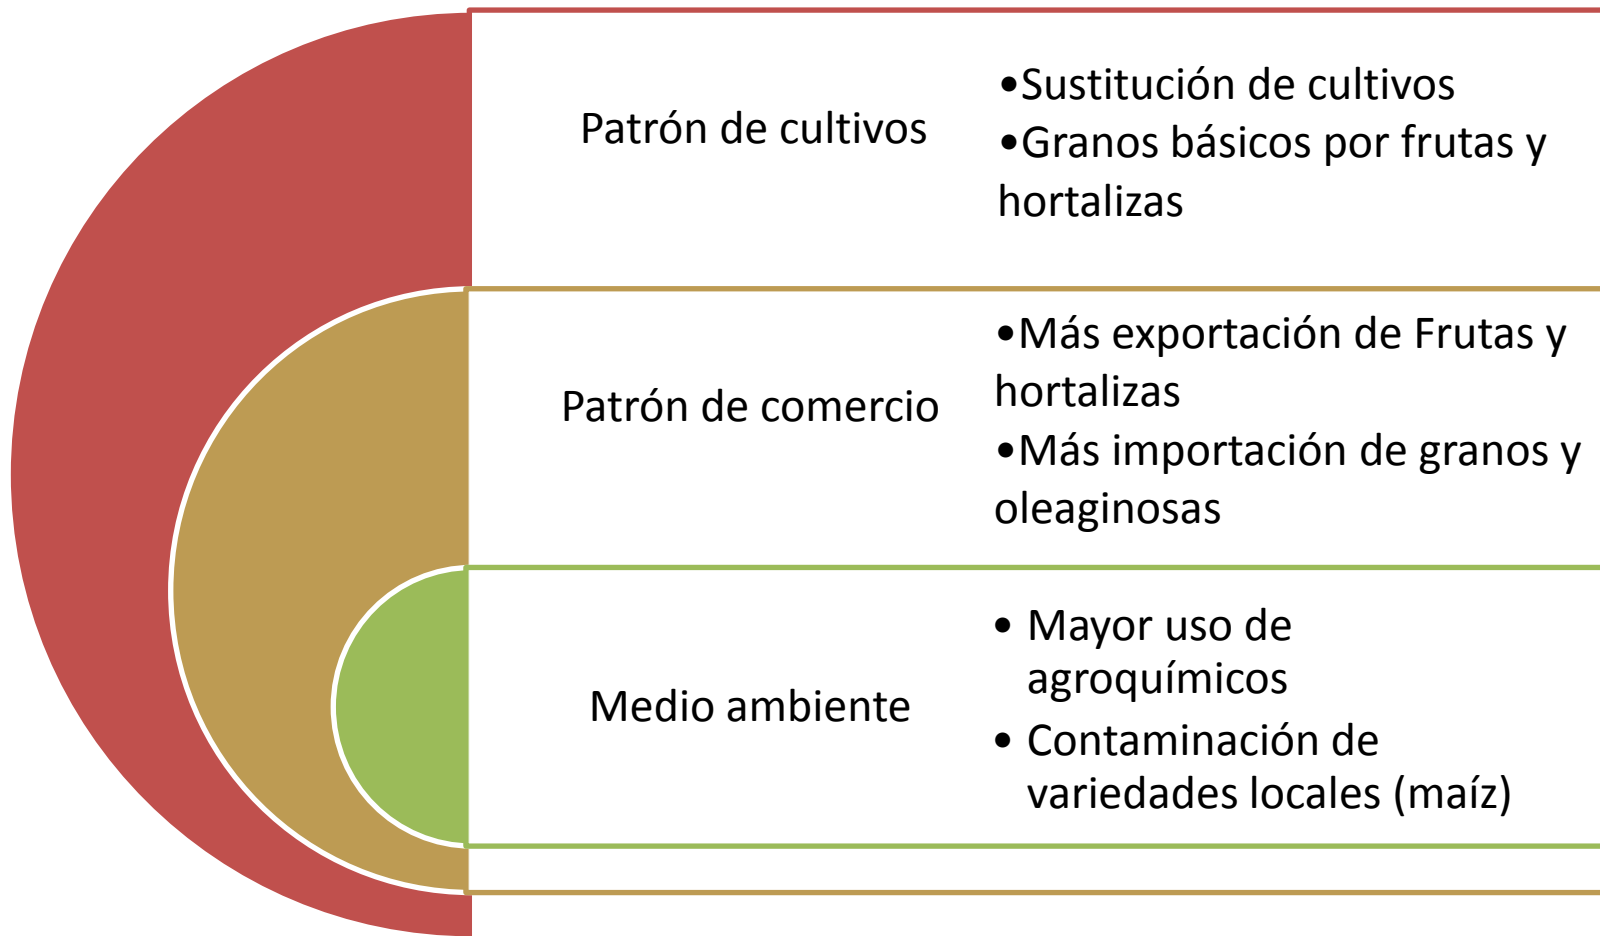 Patrón de cultivos
•Sustitución de cultivos
•Granos básicos por frutas y
hortalizas
Patrón de comercio
•Más exportación de Frutas y
hortalizas
•Más importación de granos y
oleaginosas
Medio ambiente
• Mayor uso de
agroquímicos
• Contaminación de
variedades locales (maíz)